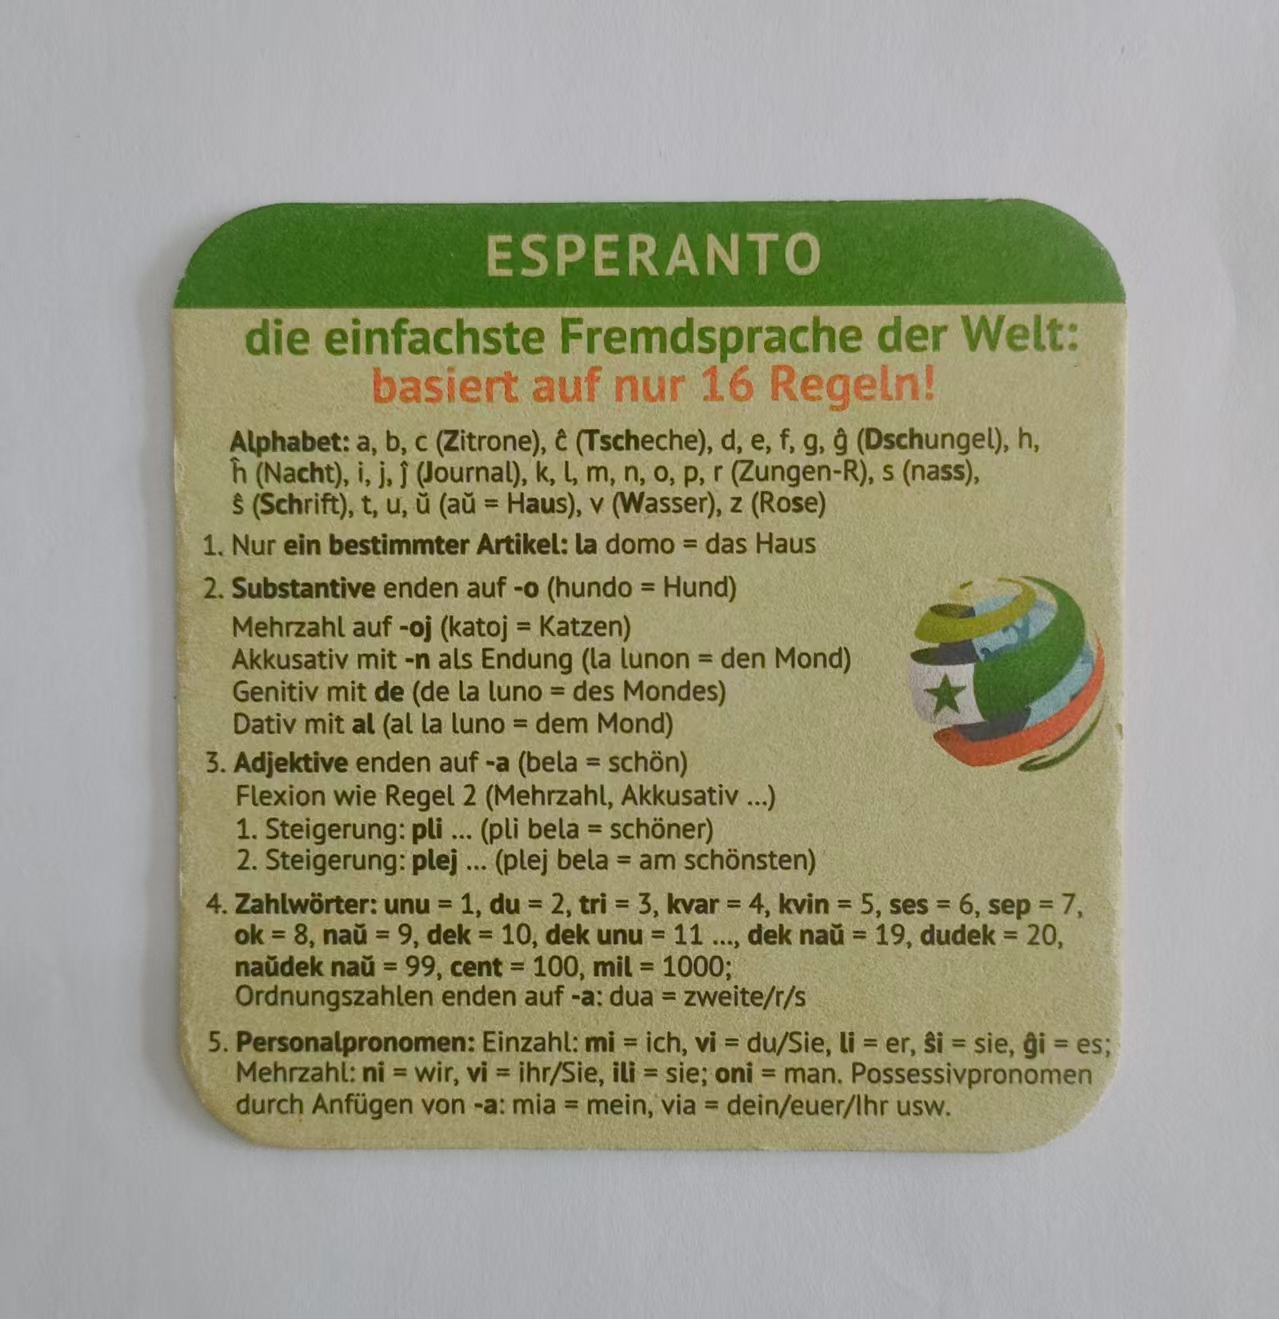 ESPERANTO
die einfachste Fremdsprache der Welt:
basiert auf nur 16 Regeln!
Alphabet: a, b, c (Zitrone), ĉ (Tscheche), d, e, f, g, ĝ (Dschungel), h,
ĥ (Nacht), i, j, ĵ (Journal), k, l, m, n, o, p, r (Zungen-R), s (nass),
ŝ (Schrift), t, u, ŭ (aŭ = Haus), v (Wasser), z (Rose)
1. Nur ein bestimmter Artikel: la domo = das Haus
2. Substantive enden auf -o (hundo = Hund)
Mehrzahl auf -oj (katoj = Katzen)
Akkusativ mit -n als Endung (la lunon = den Mond)
Genitiv mit de (de la luno = des Mondes)
Dativ mit al (al la luno = dem Mond)
3. Adjektive enden auf -a (bela = schön)
Flexion wie Regel 2 (Mehrzahl, Akkusativ ...)
1. Steigerung: pli ... (pli bela = schöner)
2. Steigerung: plej ... (plej bela = am schönsten)
4. Zahlwörter: unu = 1, du = 2, tri = 3, kvar = 4, kvin = 5, ses = 6, sep = 7,
ok = 8, naŭ = 9, dek = 10, dek unu = 11 ..., dek naŭ = 19, dudek = 20,
naŭdek naŭ = 99, cent = 100, mil = 1000;
Ordnungszahlen enden auf -a: dua = zweite/r/s
5. Personalpronomen: Einzahl: mi = ich, vi = du/Sie, li = er, ŝi = sie, ĝi = es;
Mehrzahl: ni = wir, vi = ihr/Sie, ili = sie; oni = man. Possessivpronomen
durch Anfügen von -a: mia = mein, via = dein/euer/Ihr usw.